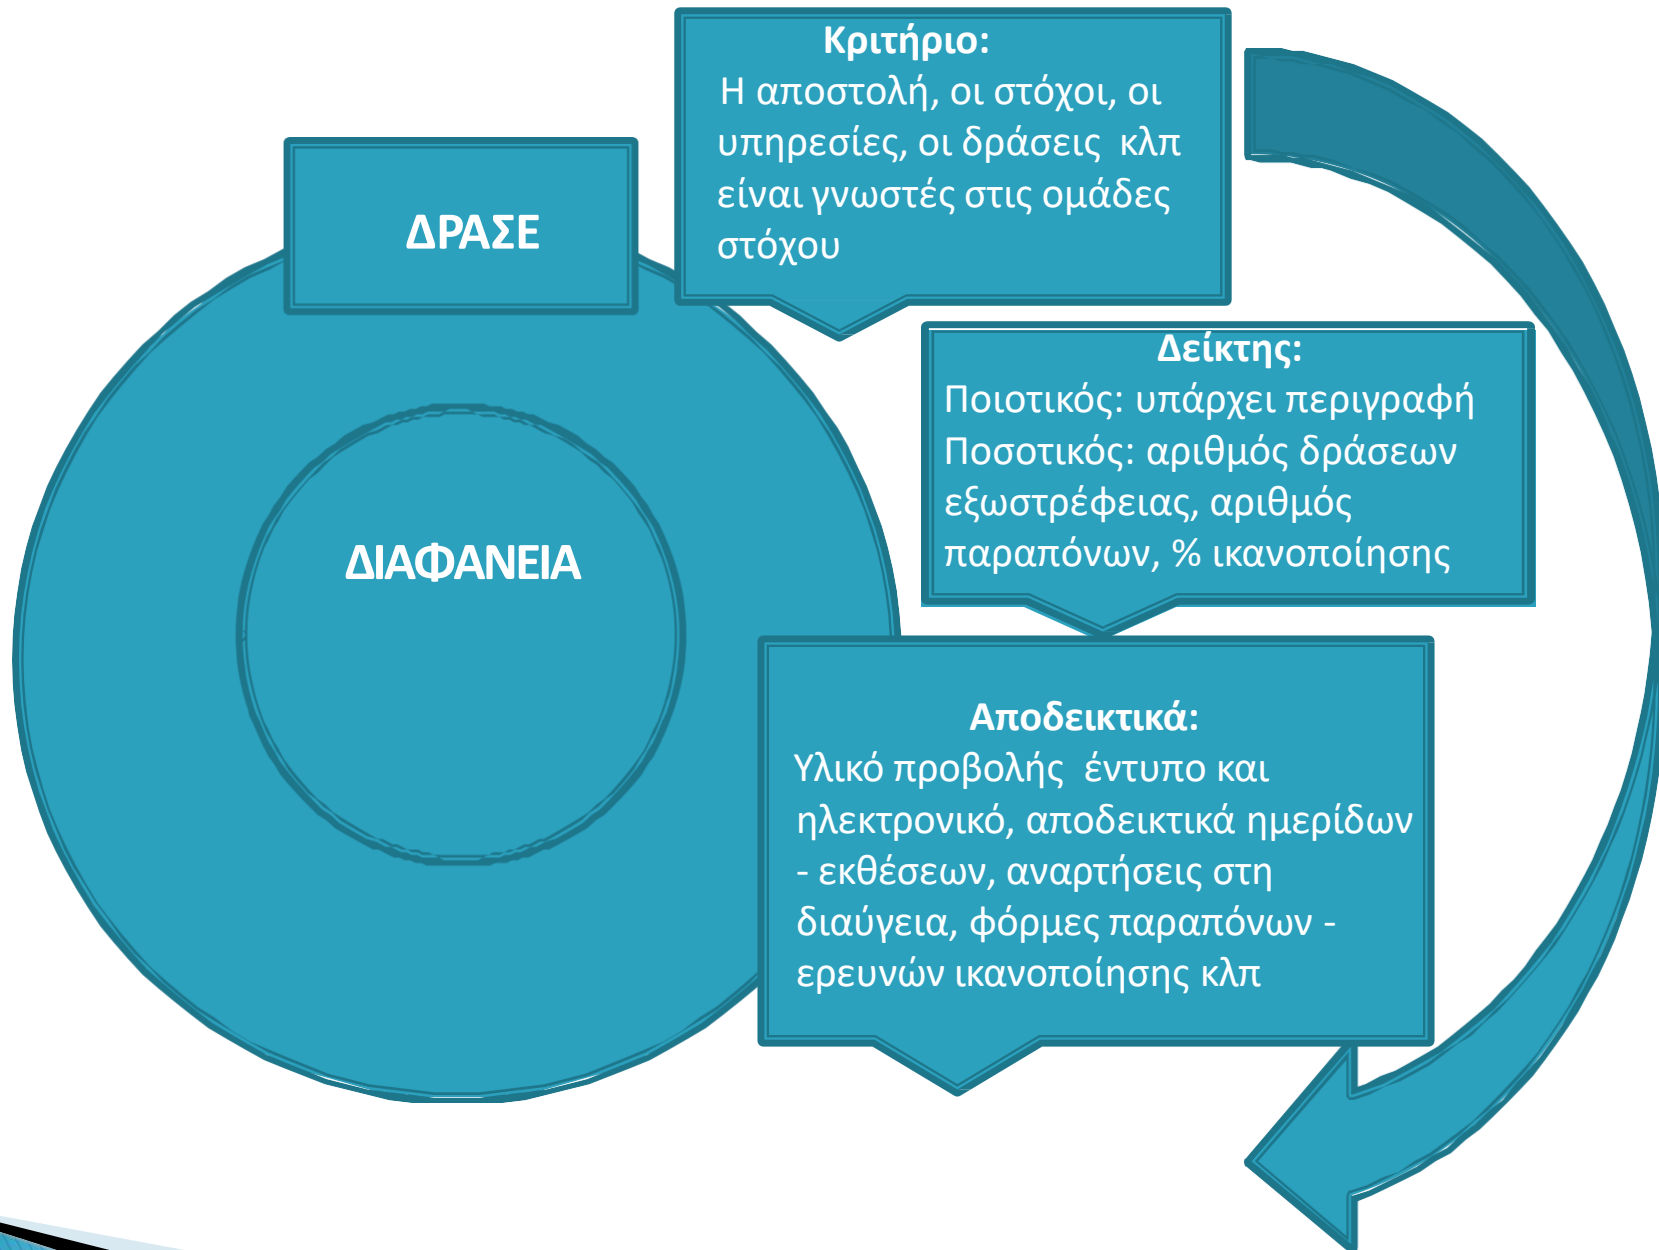 Κριτήριο:
Η αποστολή, οι στόχοι, οι
υπηρεσίες, οι δράσεις κλπ
είναι γνωστές στις ομάδες
στόχου
ΔΡΑΣΕ
Δείκτης:
Ποιοτικός: υπάρχει περιγραφή
Ποσοτικός: αριθμός δράσεων
εξωστρέφειας, αριθμός
παραπόνων, % ικανοποίησης
ΔΙΑΦΑΝΕΙΑ
Αποδεικτικά:
Υλικό προβολής έντυπο και
ηλεκτρονικό, αποδεικτικά ημερίδων
- εκθέσεων, αναρτήσεις στη
διαύγεια, φόρμες παραπόνων -
ερευνών ικανοποίησης κλπ